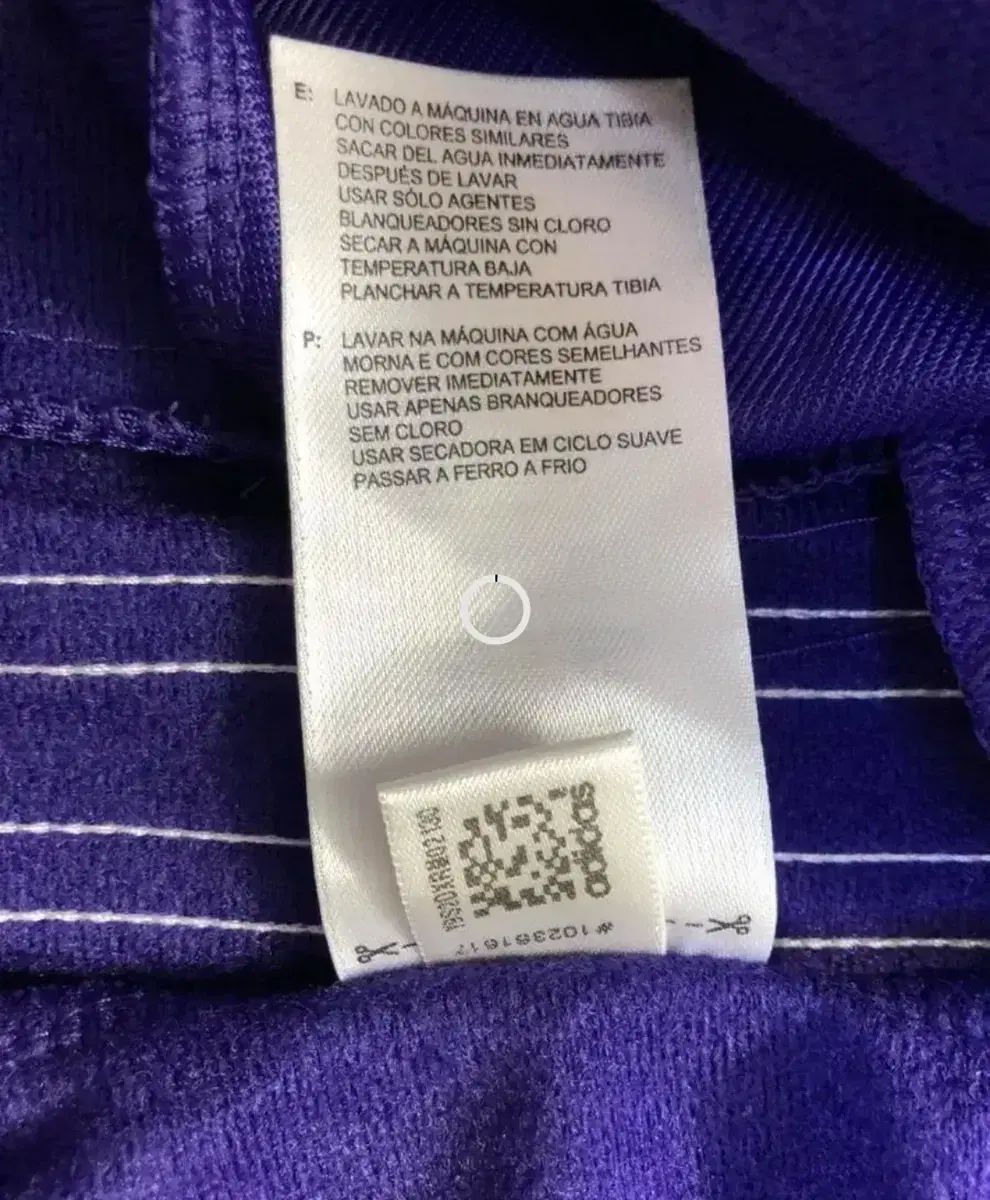 E: LAVADO A MÁQUINA EN AGUA TIBIA
CON COLORES SIMILARES
SACAR DEL AGUA INMEDIATAMENTE
DESPUÉS DE LAVAR
USAR SÓLO AGENTES
BLANQUEADORES SIN CLORO
SECAR A MÁQUINA CON
TEMPERATURA BAJA
PLANCHAR A TEMPERATURA TIBIA
P: LAVAR NA MÁQUINA COM ÁGUA
MORNA E COM CORES SEMELHANTES
REMOVER IMEDIATAMENTE
USAR APENAS BRANQUEADORES
SEM CLORO
USAR SECADORA EM CICLO SUAVE
PASSAR A FERRO A FRIO
adidas